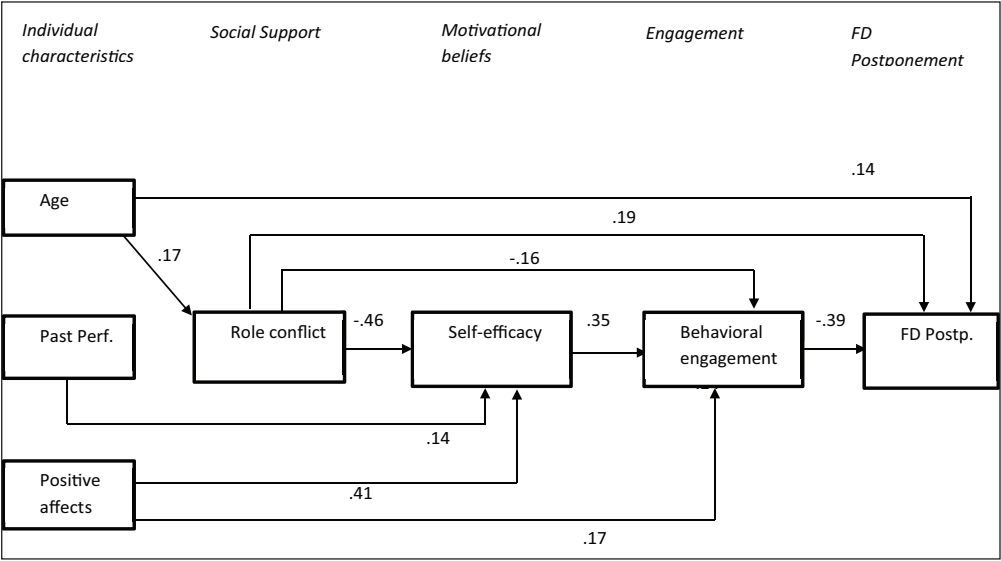 Individual
characteristics
Social Support
Motivational
beliefs
Engagement
FD
Postponement
.14
Age
.19
.17
-.16
Past Perf.
Role conflict
-.46
Self-efficacy
.35
Behavioral
engagement
-.39
FD Postp.
.14
Positive
affects
.41
.17